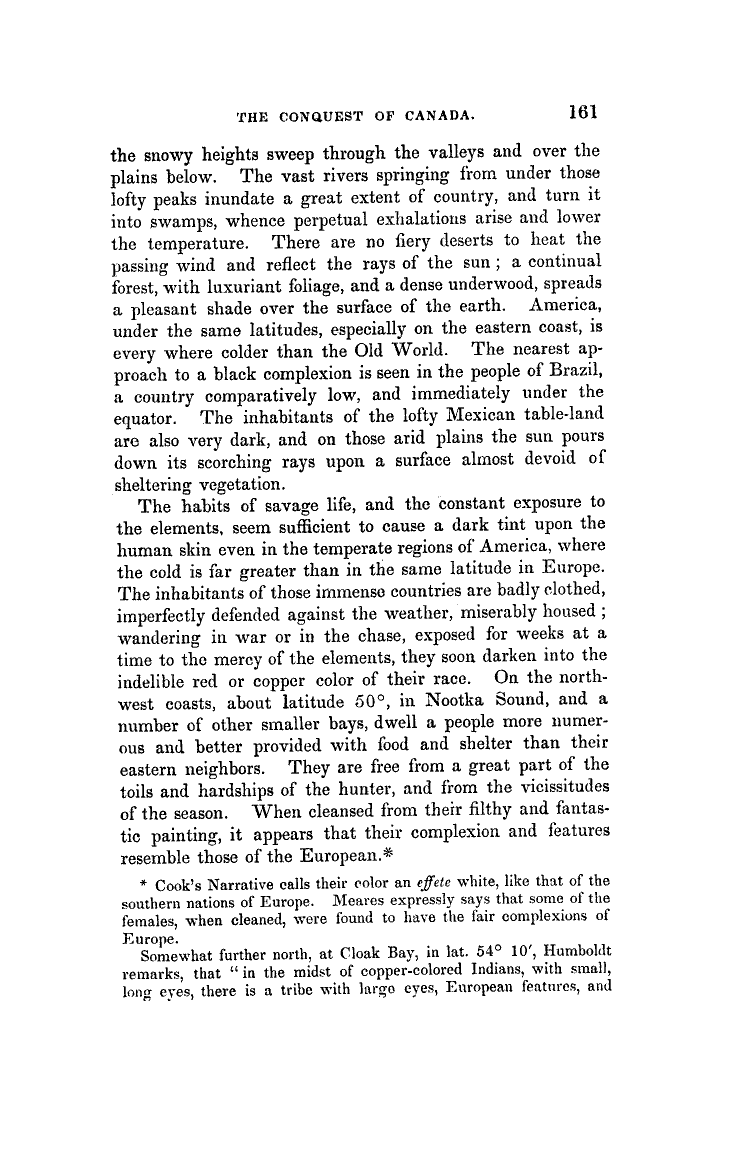 THE CONQUEST OF CANADA. 161
the snowy heights sweep through the valleys and over the
plains below. The vast rivers springing from under those
lofty peaks inundate a great extent of country, and turn it
into swamps, whence perpetual exhalations arise and lower
the temperature. There are no fiery deserts to heat the
passing wind and reflect the rays of the sun ; a continual
forest, with luxuriant foliage, and a dense underwood, spreads
a pleasant shade over the surface of the earth. America,
under the same latitudes, especially on the eastern coast, is
every where colder than the Old World. The nearest ap-
proach to a black complexion is seen in the people of Brazil,
a country comparatively low, and immediately under the
equator. The inhabitants of the lofty Mexican table-land
are also very dark, and on those arid plains the sun pours
down its scorching rays upon a surface almost devoid of
sheltering vegetation.
The habits of savage life, and the constant exposure to
the elements, seem sufficient to cause a dark tint upon the
human skin even in the temperate regions of America, where
the cold is far greater than in the same latitude in Europe.
The inhabitants of those immense countries are badly clothed,
imperfectly defended against the weather, miserably housed ;
wandering in war or in the chase, exposed for weeks at a
time to the mercy of the elements, they soon darken into the
indelible red or copper color of their race. On the north-
west coasts, about latitude 50°, in Nootka Sound, and a
number of other smaller bays, dwell a people more numer-
ous and better provided with food and shelter than their
eastern neighbors. They are free from a great part of the
toils and hardships of the hunter, and from the vicissitudes
of the season. When cleansed from their filthy and fantas-
tic painting, it appears that their complexion and features
resemble those of the European.*
* Cook's Narrative calls their color an effete white, like that of the
southern nations of Europe. Meares expressly says that some of the
females, when cleaned, were found to have the fair complexions of
Europe.
Somewhat further north, at Cloak Bay, in lat. 54° 10′, Humboldt
remarks, that “ in the midst of copper-colored Indians, with small,
long eyes, there is a tribe with large eyes, European features, and